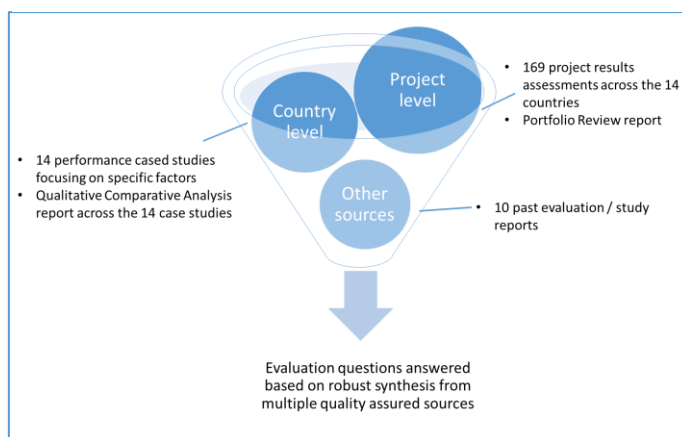 Project
level
• 169 project results
assessments across the 14
countries
• Portfolio Review report
Country
level
• 14 performance cased studies
focusing on specific factors
• Qualitative Comparative Analysis
report across the 14 case studies
Other
sources
• 10 past evaluation / study
reports
Evaluation questions answered
based on robust synthesis from
multiple quality assured sources